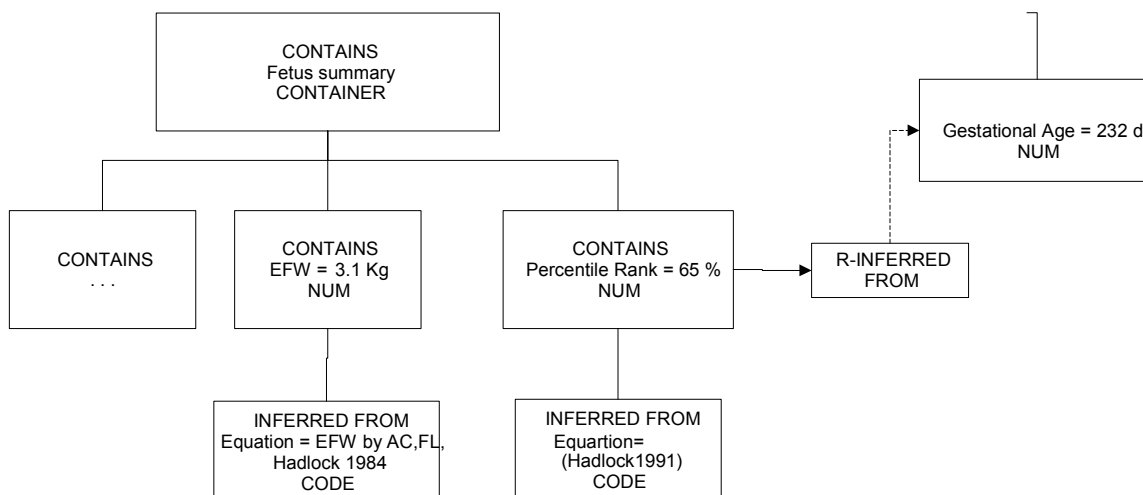 CONTAINS
Fetus summary
CONTAINER
Gestational Age = 232 d
NUM
CONTAINS
. . .
CONTAINS
EFW = 3.1 Kg
NUM
CONTAINS
Percentile Rank = 65 %
NUM
R-INFERRED
FROM
INFERRED FROM
Equation = EFW by AC,FL,
Hadlock 1984
CODE
INFERRED FROM
Equartion=
(Hadlock1991)
CODE